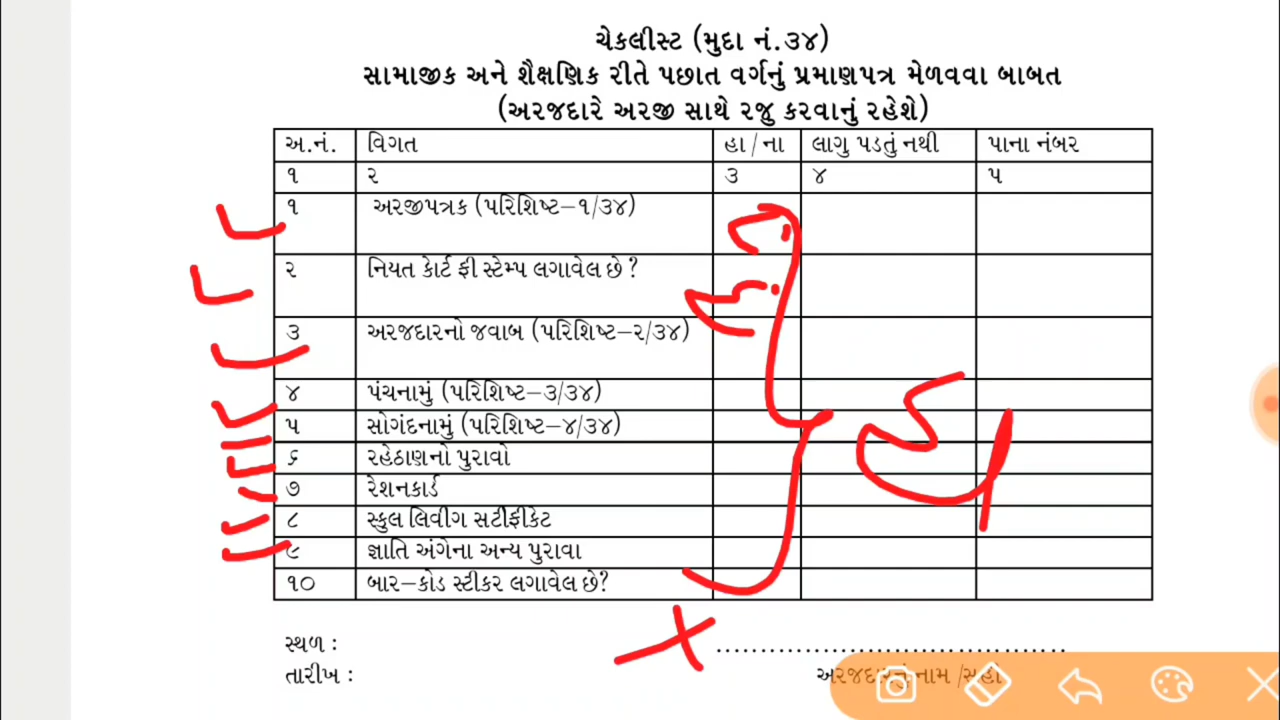 ચેકલીસ્ટ (મુદા નં.૩૪)
સામાજીક અને શૈક્ષણિક રીતે પછાત વર્ગનું પ્રમાણપત્ર મેળવવા બાબત
(અરજદારે અરજી સાથે રજુ કરવાનું રહેશે)
અ.નં. વિગત હા / ના લાગુ પડતું નથી પાના નંબર
૧ ૨ ૩ ૪ ૫
૧ અરજીપત્રક (પરિશિષ્ટ–૧/૩૪)
૨ નિયત કોર્ટ ફી સ્ટેમ્પ લગાવેલ છે ?
૩ અરજદારનો જવાબ (પરિશિષ્ટ–૨/૩૪)
૪ પંચનામું (પરિશિષ્ટ–૩/૩૪)
૫ સોગંદનામું (પરિશિષ્ટ–૪/૩૪)
૬ રહેઠાણનો પુરાવો
૭ રેશનકાર્ડ
૮ સ્કુલ લિવીગ સર્ટીફીકેટ
૯ જ્ઞાતિ અંગેના અન્ય પુરાવા
૧૦ બાર–કોડ સ્ટીકર લગાવેલ છે?
સ્થળ :
તારીખ : અરજદારનું નામ /સહી